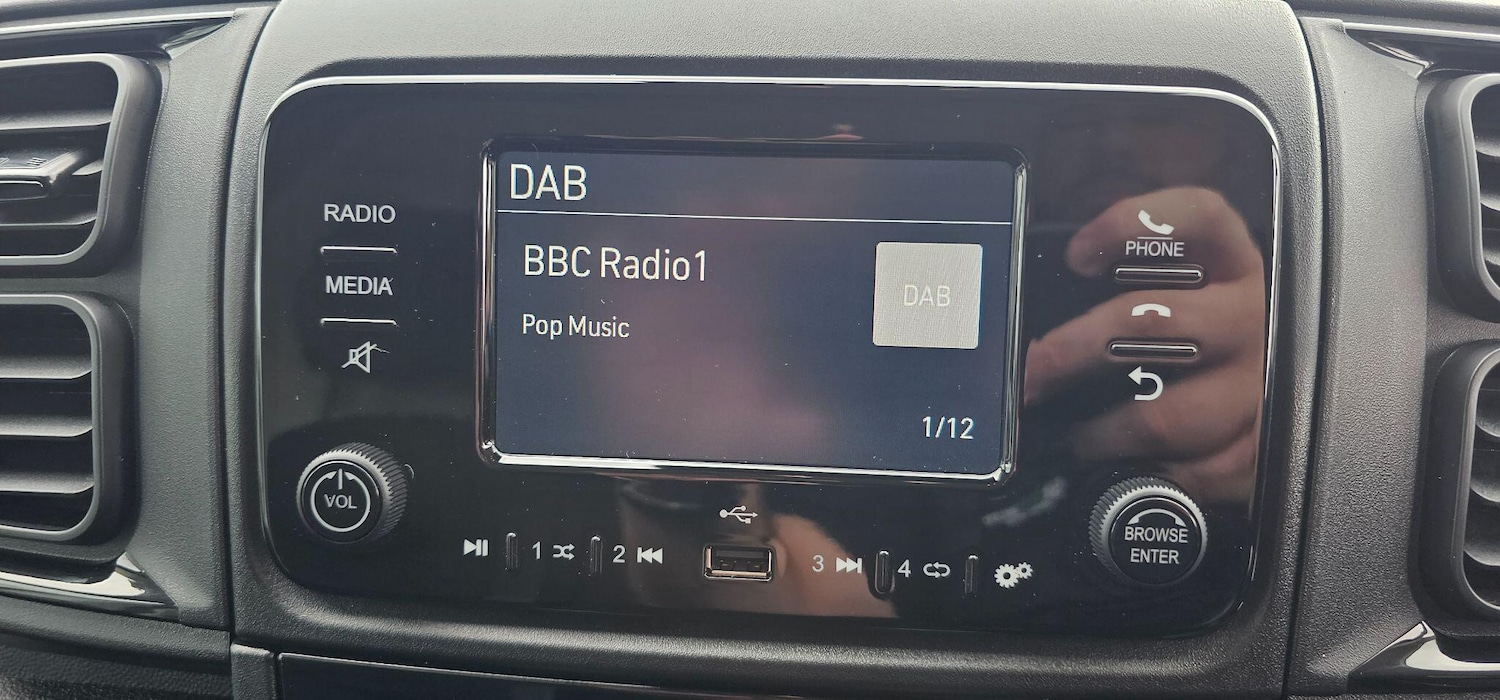 DAB
RADIO
MEDIA
BBC Radio1
Pop Music
DAB
1/12
PHONE
VOL
1
2
3
4
BROWSE
ENTER